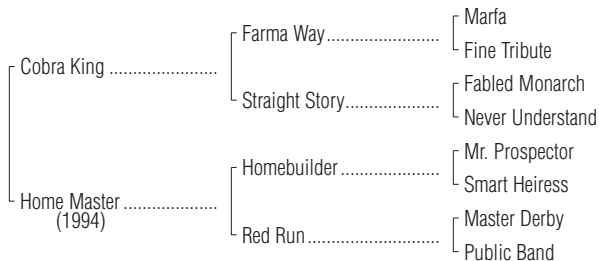 Marfa
Farma Way........................
Fine Tribute
Cobra King ......................
Fabled Monarch
Straight Story....................
Never Understand
Mr. Prospector
Homebuilder.....................
Smart Heiress
Home Master...................
(1994)
Master Derby
Red Run...........................
Public Band